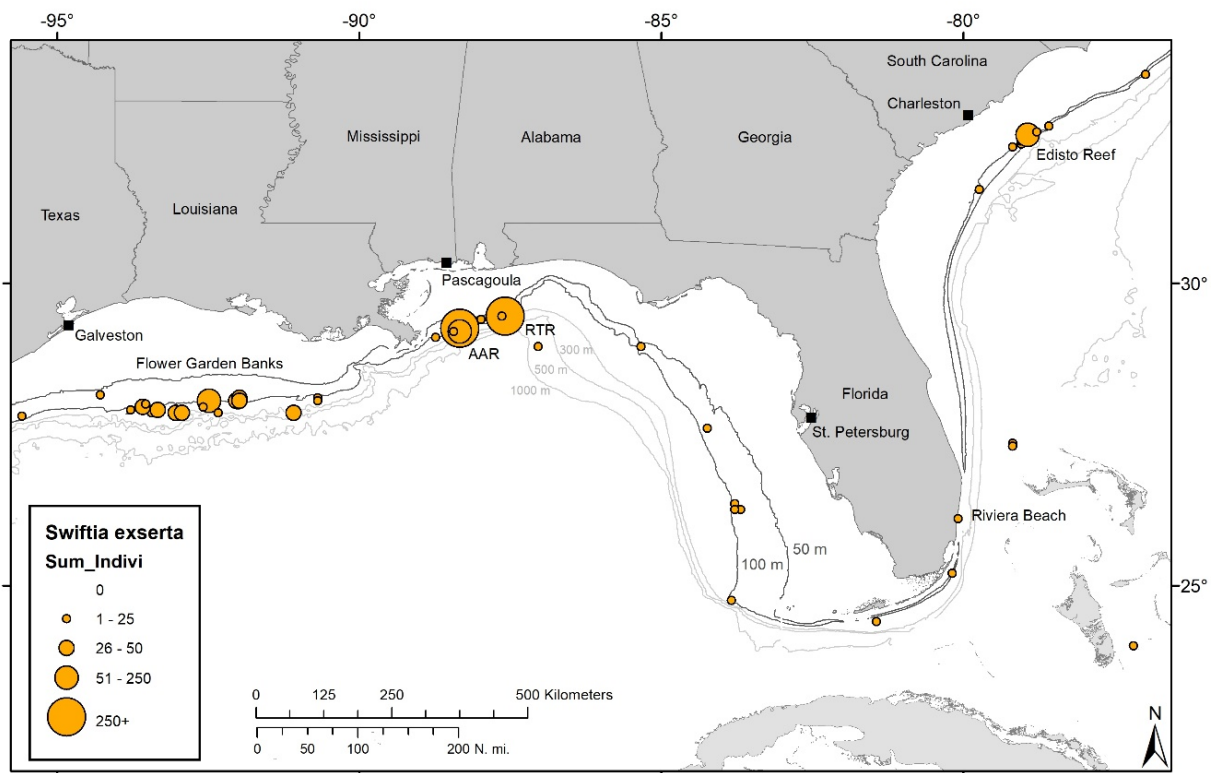 -95°
-90°
-85°
-80°
South Carolina
Charleston
Mississippi
Alabama
Georgia
Edisto Reef
Texas
Louisiana
30°
Pascagoula
Galveston
RTR
AAR
300 m
500 m
1000 m
Flower Garden Banks
Florida
St. Petersburg
Riviera Beach
50 m
100 m
25°
Swiftia exserta
Sum_Indivi
0
1 - 25
26 - 50
51 - 250
250+
0 125 250 500 Kilometers
0 50 100 200 N. mi.
N